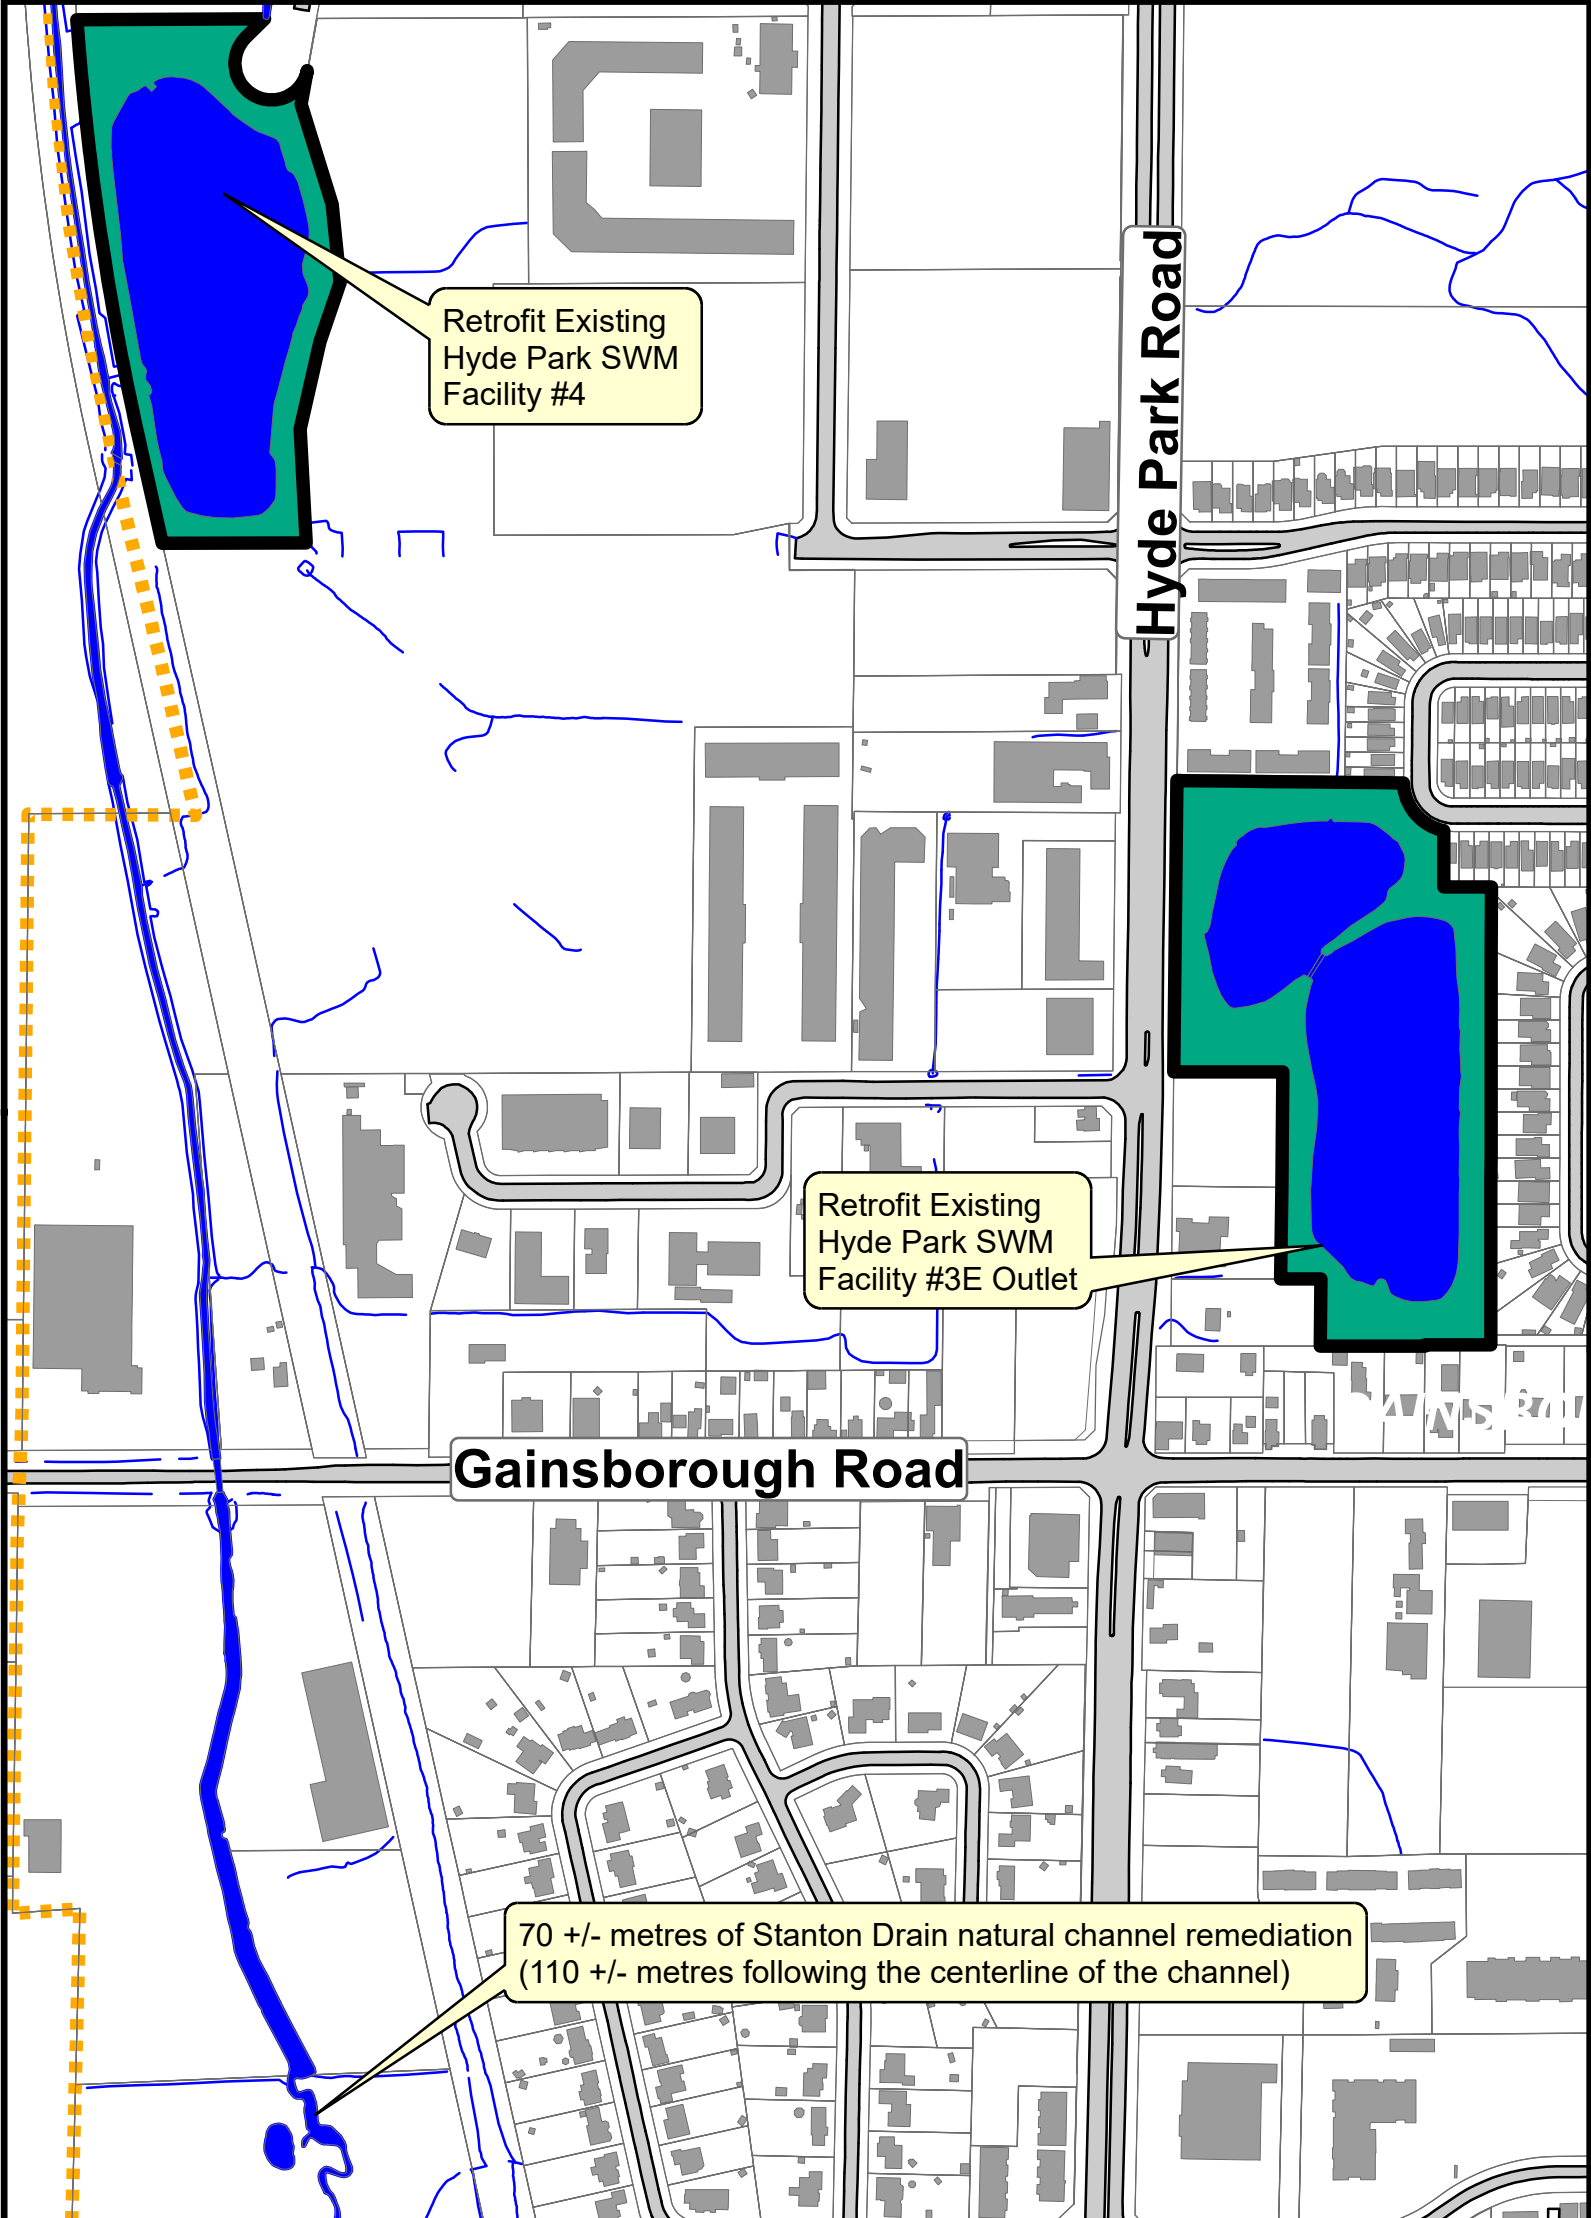 Hyde Park Road
Retrofit Existing
Hyde Park SWM
Facility #4
Retrofit Existing
Hyde Park SWM
Facility #3E Outlet
Gainsborough Road
70 +/- metres of Stanton Drain natural channel remediation
(110 +/- metres following the centerline of the channel)